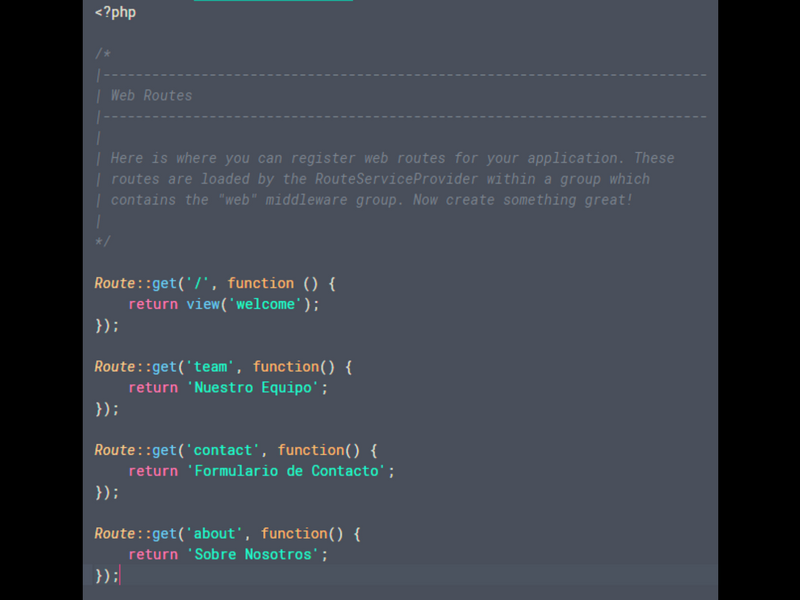 <?php
/*
|--------------------------------------------------------------------------
| Web Routes
|--------------------------------------------------------------------------
|
| Here is where you can register web routes for your application. These
| routes are loaded by the RouteServiceProvider within a group which
| contains the "web" middleware group. Now create something great!
|
*/
Route::get('/', function () {
    return view('welcome');
});
Route::get('team', function() {
    return 'Nuestro Equipo';
});
Route::get('contact', function() {
    return 'Formulario de Contacto';
});
Route::get('about', function() {
    return 'Sobre Nosotros';
});